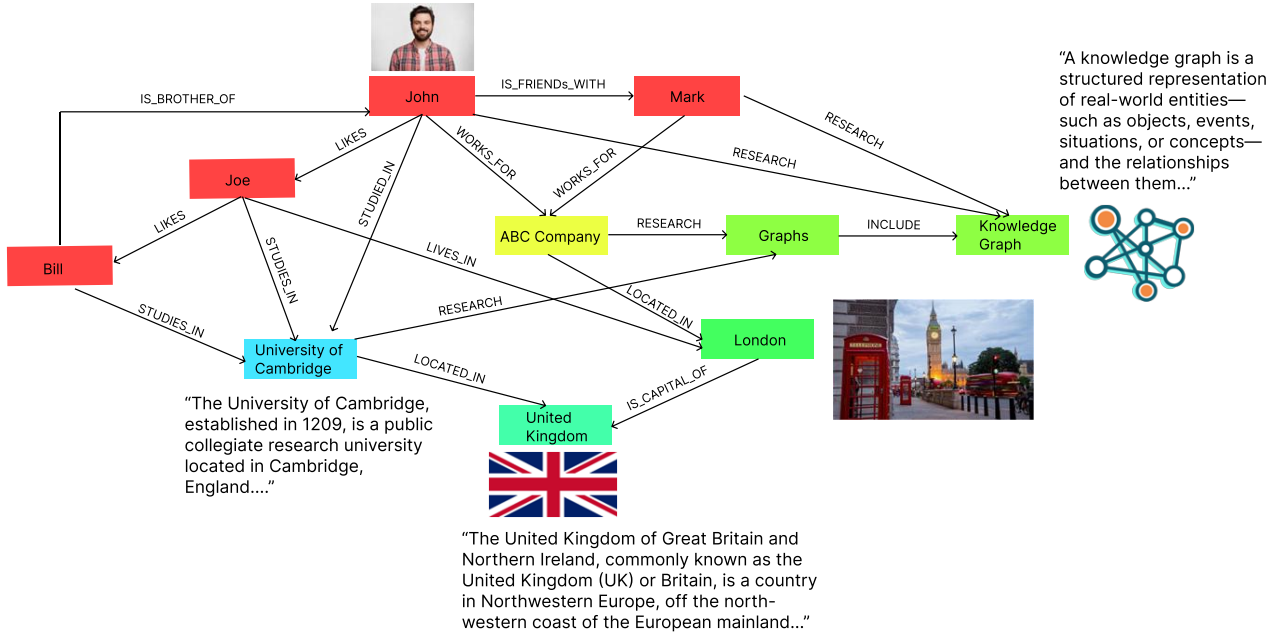 IS_BROTHER_OF
John
IS_FRIENDs_WITH
Mark
RESEARCH
“A knowledge graph is a
structured representation
of real-world entities—
such as objects, events,
situations, or concepts—
and the relationships
between them...”
LIKES
WORKS_FOR
WORKS_FOR
RESEARCH
Joe
STUDIED_IN
LIKES
STUDIES_IN
LIVES_IN
ABC Company
RESEARCH
Graphs
INCLUDE
Knowledge
Graph
Bill
STUDIES_IN
RESEARCH
LOCATED_IN
University of
Cambridge
London
LOCATED_IN
IS_CAPITAL_OF
United
Kingdom
“The University of Cambridge,
established in 1209, is a public
collegiate research university
located in Cambridge,
England....”
“The United Kingdom of Great Britain and
Northern Ireland, commonly known as the
United Kingdom (UK) or Britain, is a country
in Northwestern Europe, off the north-
western coast of the European mainland...”